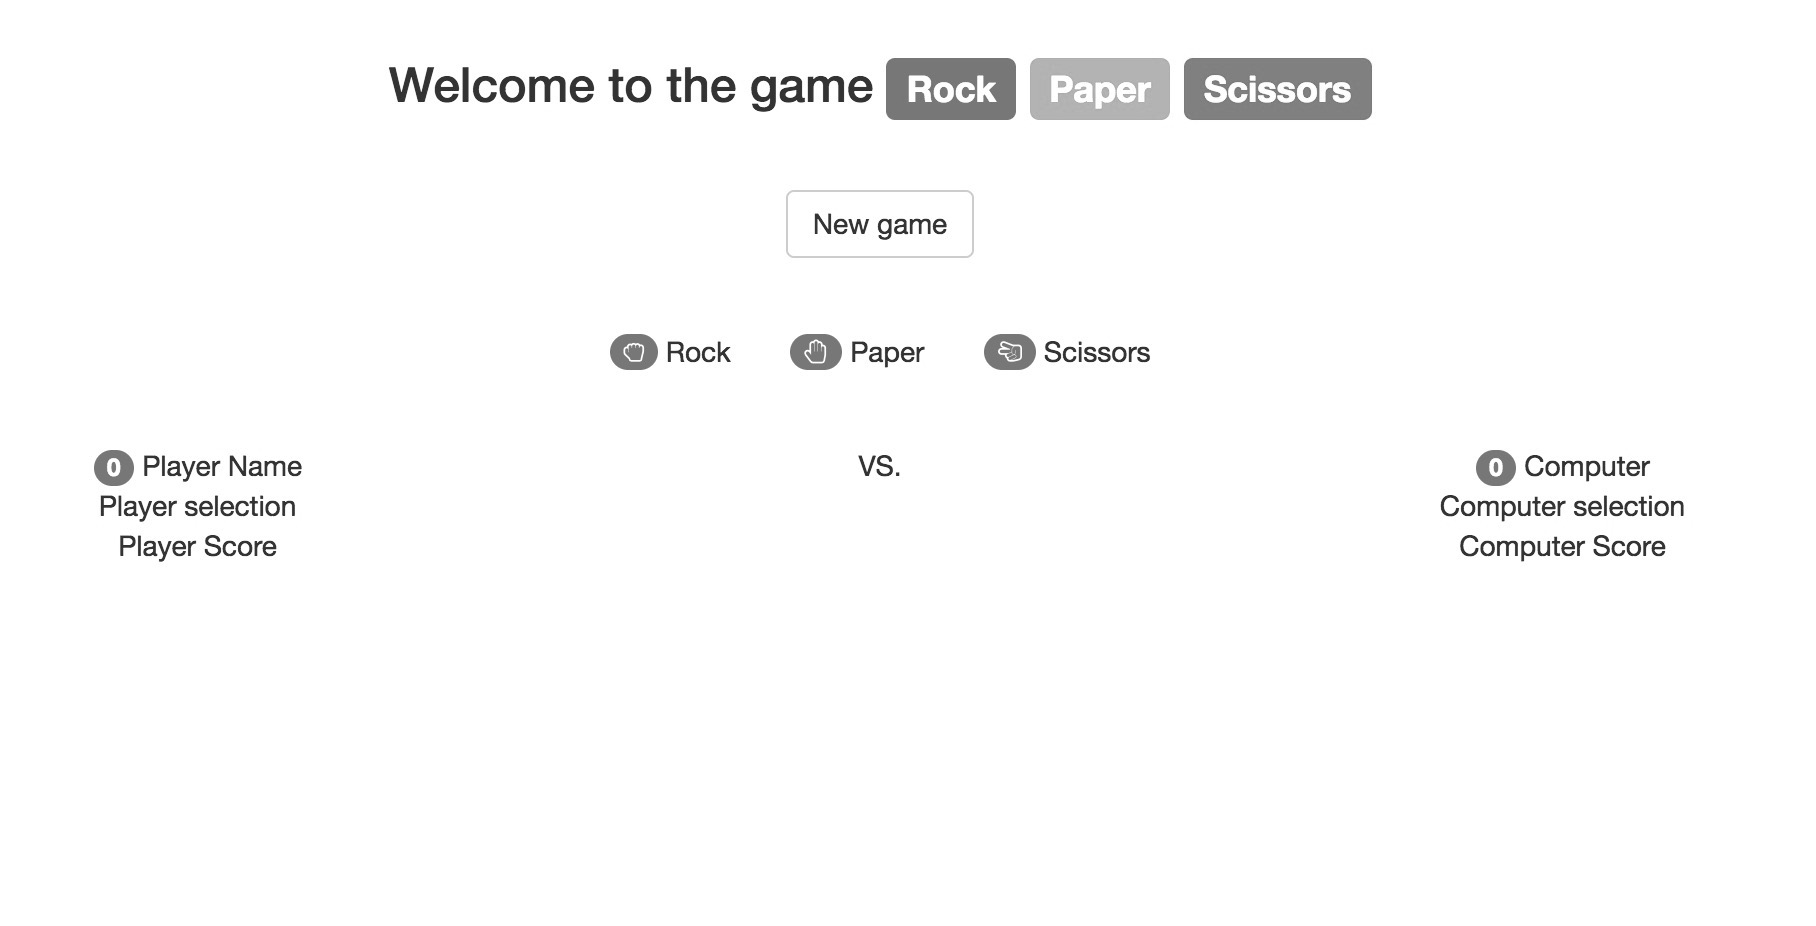 Welcome to the game Rock Paper Scissors
New game
Rock Paper Scissors
0 Player Name
Player selection
Player Score
VS.
0 Computer
Computer selection
Computer Score